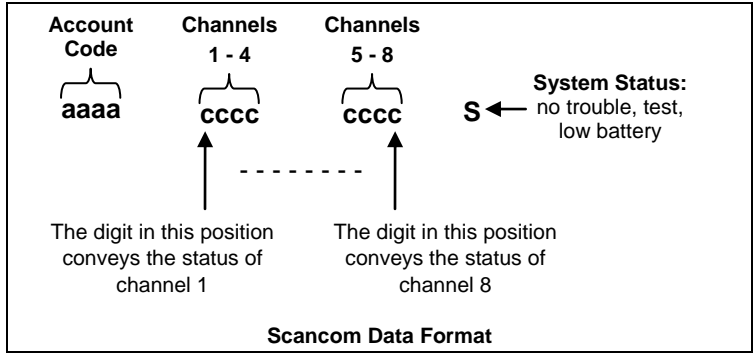 Account Code
Channels 1 - 4
Channels 5 - 8
aaaa cccc cccc S
System Status:
no trouble, test,
low battery
- - - - - - - -
The digit in this position
conveys the status of
channel 1
The digit in this position
conveys the status of
channel 8
Scancom Data Format